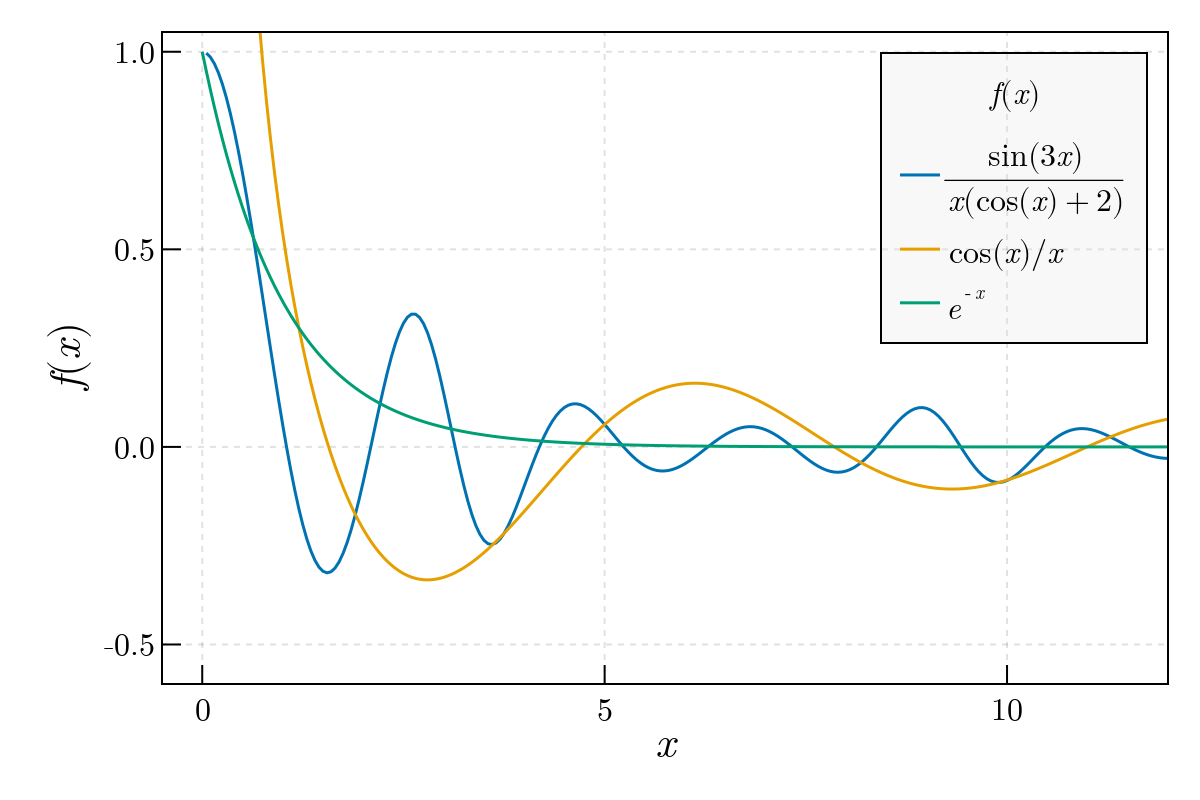 1.0
0.5
0.0
-0.5
f(x)
0
5
10
x
f(x)
sin(3x)
x(cos(x) + 2)
cos(x)/x
e^{-x}